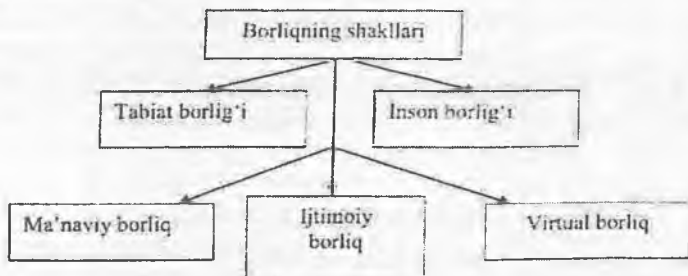 Borliqning shakllari
Tabiat borlig‘i
Inson borlig‘i
Ma’naviy borliq
Ijtimoiy
borliq
Virtual borliq